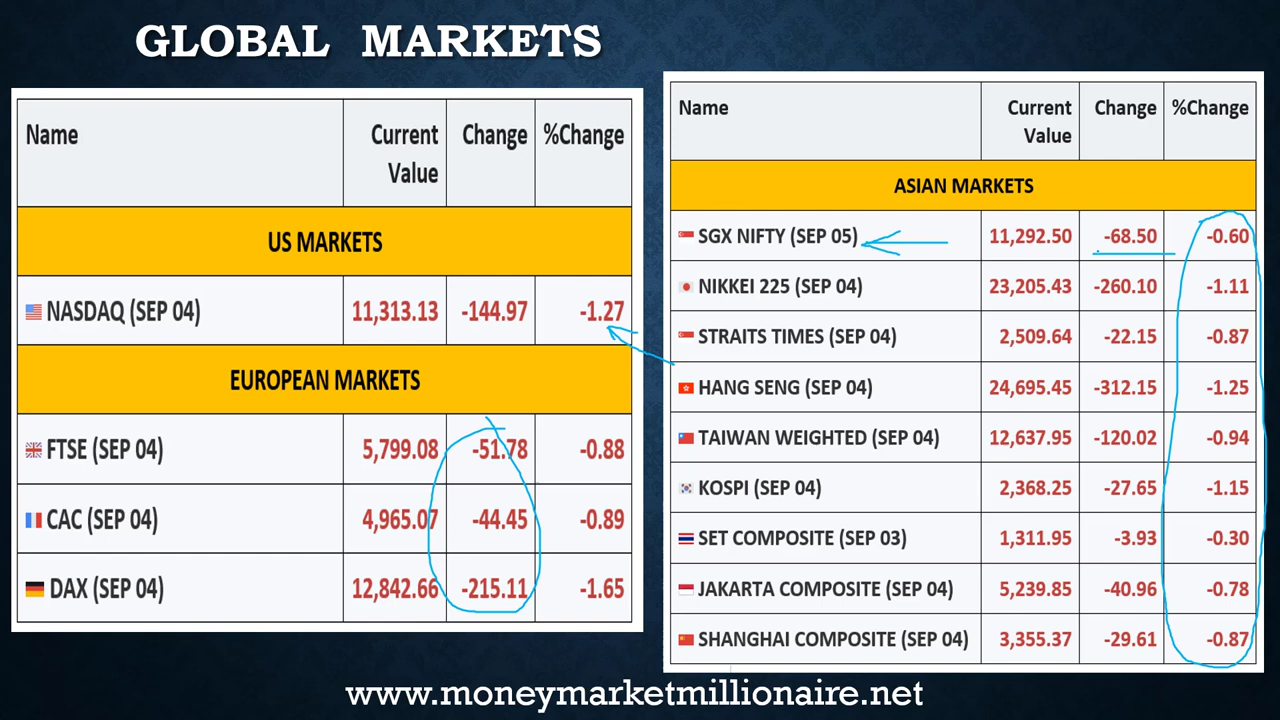 GLOBAL MARKETS
Name Current Value Change %Change
US MARKETS
NASDAQ (SEP 04) 11,313.13 -144.97 -1.27
EUROPEAN MARKETS
FTSE (SEP 04) 5,799.08 -51.78 -0.88
CAC (SEP 04) 4,965.07 -44.45 -0.89
DAX (SEP 04) 12,842.66 -215.11 -1.65
Name Current Value Change %Change
ASIAN MARKETS
SGX NIFTY (SEP 05) 11,292.50 -68.50 -0.60
NIKKEI 225 (SEP 04) 23,205.43 -260.10 -1.11
STRAITS TIMES (SEP 04) 2,509.64 -22.15 -0.87
HANG SENG (SEP 04) 24,695.45 -312.15 -1.25
TAIWAN WEIGHTED (SEP 04) 12,637.95 -120.02 -0.94
KOSPI (SEP 04) 2,368.25 -27.65 -1.15
SET COMPOSITE (SEP 03) 1,311.95 -3.93 -0.30
JAKARTA COMPOSITE (SEP 04) 5,239.85 -40.96 -0.78
SHANGHAI COMPOSITE (SEP 04) 3,355.37 -29.61 -0.87
www.moneymarketmillionaire.net